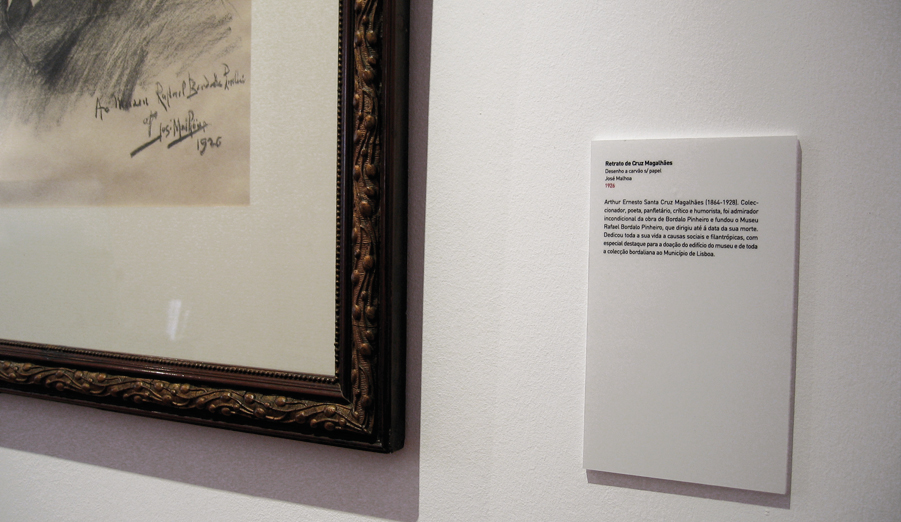 Ao Museu Rafael Bordallo Pinheiro
José Malhoa
1926
Retrato de Cruz Magalhães
Desenho a carvão s/ papel
José Malhoa
1926
Arthur Ernesto Santa Cruz Magalhães (1864-1928). Colec-
cionador, poeta, panfletário, crítico e humorista, foi admirador
incondicional da obra de Bordalo Pinheiro e fundou o Museu
Rafael Bordalo Pinheiro, que dirigiu até à data da sua morte.
Dedicou toda a sua vida a causas sociais e filantrópicas, com
especial destaque para a doação do edifício do museu e de toda
a colecção bordaliana ao Município de Lisboa.